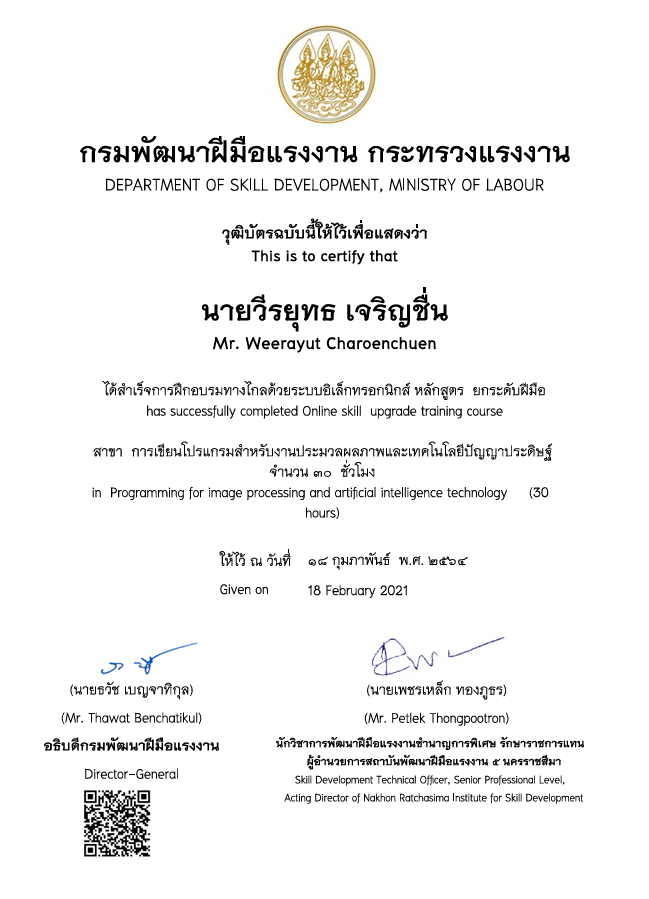 กรมพัฒนาฝีมือแรงงาน กระทรวงแรงงาน
DEPARTMENT OF SKILL DEVELOPMENT, MINISTRY OF LABOUR
วุฒิบัตรฉบับนี้ให้ไว้เพื่อแสดงว่า
This is to certify that
นายวีรยุทธ เจริญชื่น
Mr. Weerayut Charoenchuen
ได้สำเร็จการฝึกอบรมทางไกลด้วยระบบอิเล็กทรอกนิกส์ หลักสูตร ยกระดับฝีมือ
has successfully completed Online skill upgrade training course
สาขา การเขียนโปรแกรมสำหรับงานประมวลผลภาพและเทคโนโลยีปัญญาประดิษฐ์
จำนวน ๓๐ ชั่วโมง
in Programming for image processing and artificial intelligence technology (30
hours)
ให้ไว้ ณ วันที่ ๑๘ กุมภาพันธ์ พ.ศ. ๒๕๖๔
Given on 18 February 2021
(นายธวัช เบญจาทิกุล)
(Mr. Thawat Benchatikul)
อธิบดีกรมพัฒนาฝีมือแรงงาน
Director-General
(นายเพชรเหล็ก ทองภูธร)
(Mr. Petlek Thongpootron)
นักวิชาการพัฒนาฝีมือแรงงานชำนาญการพิเศษ รักษาราชการแทน
ผู้อำนวยการสถาบันพัฒนาฝีมือแรงงาน ๕ นครราชสีมา
Skill Development Technical Officer, Senior Professional Level,
Acting Director of Nakhon Ratchasima Institute for Skill Development